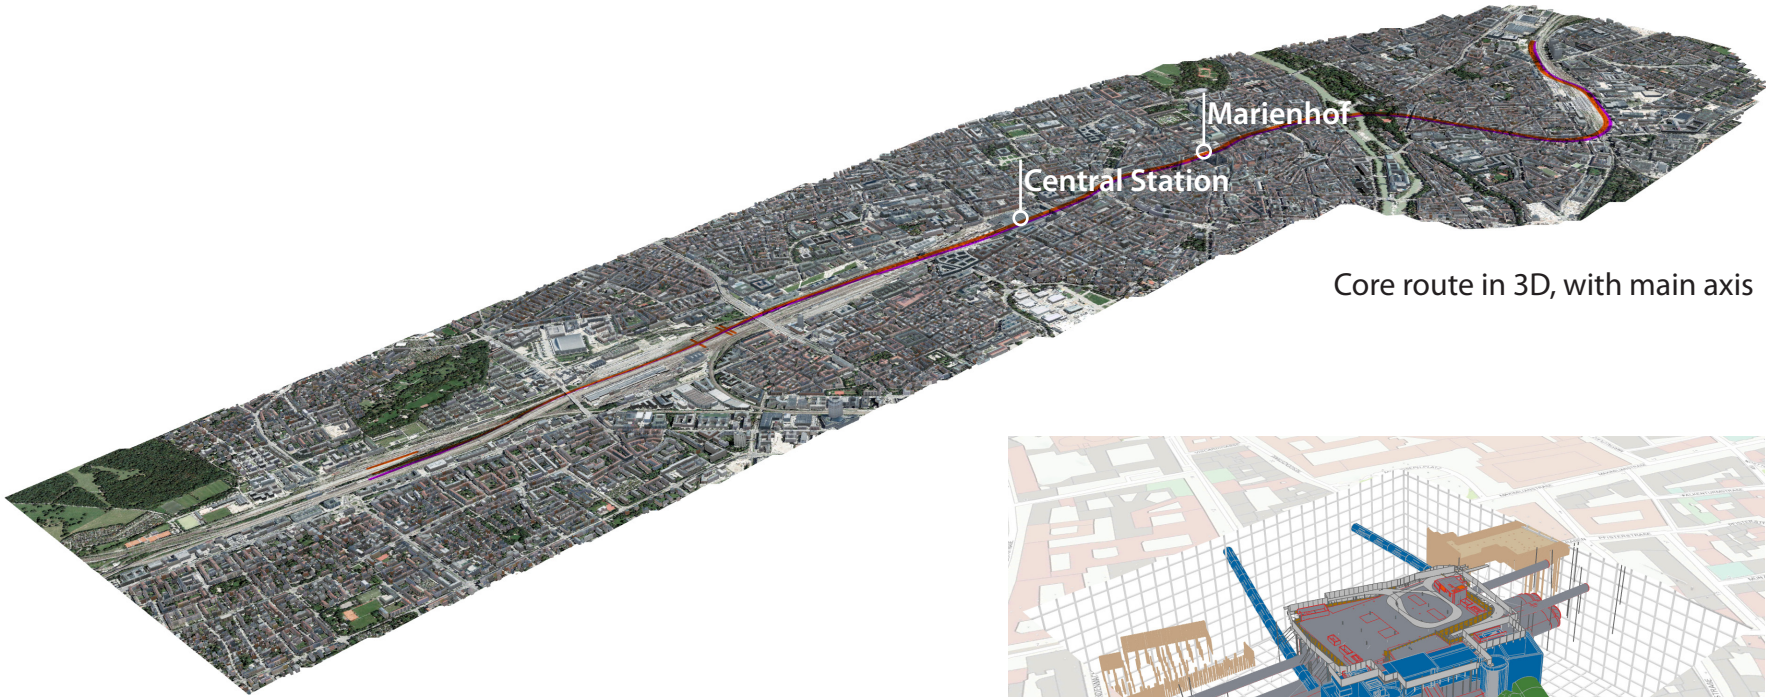 Marienhof
Central Station
Core route in 3D, with main axis